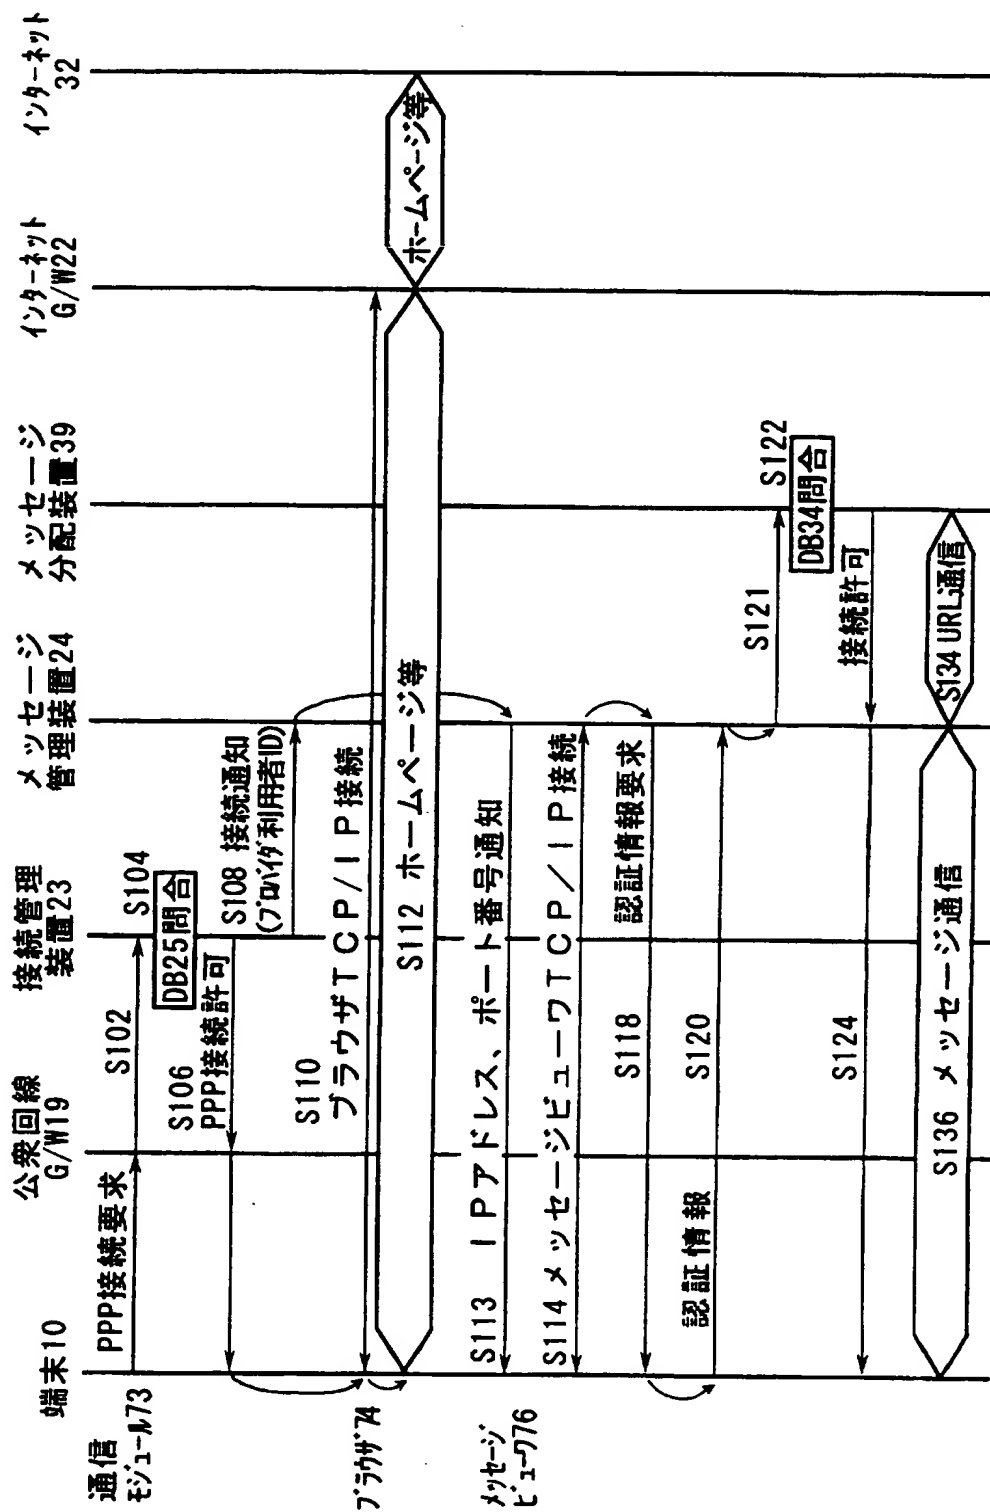 端末10
公衆回線
G/W19
接続管理
装置23
メッセージ
管理装置24
メッセージ
分配装置39
インターネット
G/W22
インターネット
32
通信
モジュール73
PPP接続要求
S102
S104
DB25問合
S106
PPP接続許可
S108 接続通知
(プロバイダ利用者ID)
ブラウザ74
S110
ブラウザTCP/IP接続
S112 ホームページ等
ホームページ等
メッセージ
ビューワ76
S113 IPアドレス、ポート番号通知
S114メッセージビューワTCP/IP接続
S118
認証情報要求
認証情報
S120
S121
S122
DB34問合
接続許可
S124
S134 URL通信
S136 メッセージ通信